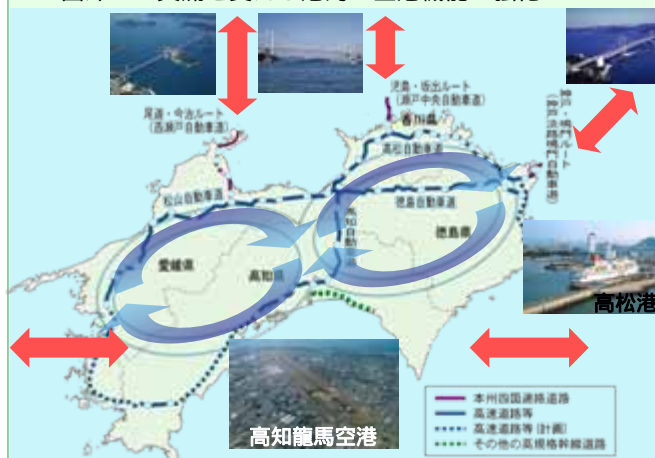 尾道・今治ルート
(西瀬戸自動車道)
児島・坂出ルート
(瀬戸中央自動車道)
香川県
神戸・鳴門ルート
(神戸淡路鳴門自動車道)
高松自動車道
松山自動車道
徳島自動車道
高知自動車道
徳島県
愛媛県
高知県
高松港
高知龍馬空港
本州四国連絡道路
高速道路等
高速道路等(計画)
その他の高規格幹線道路